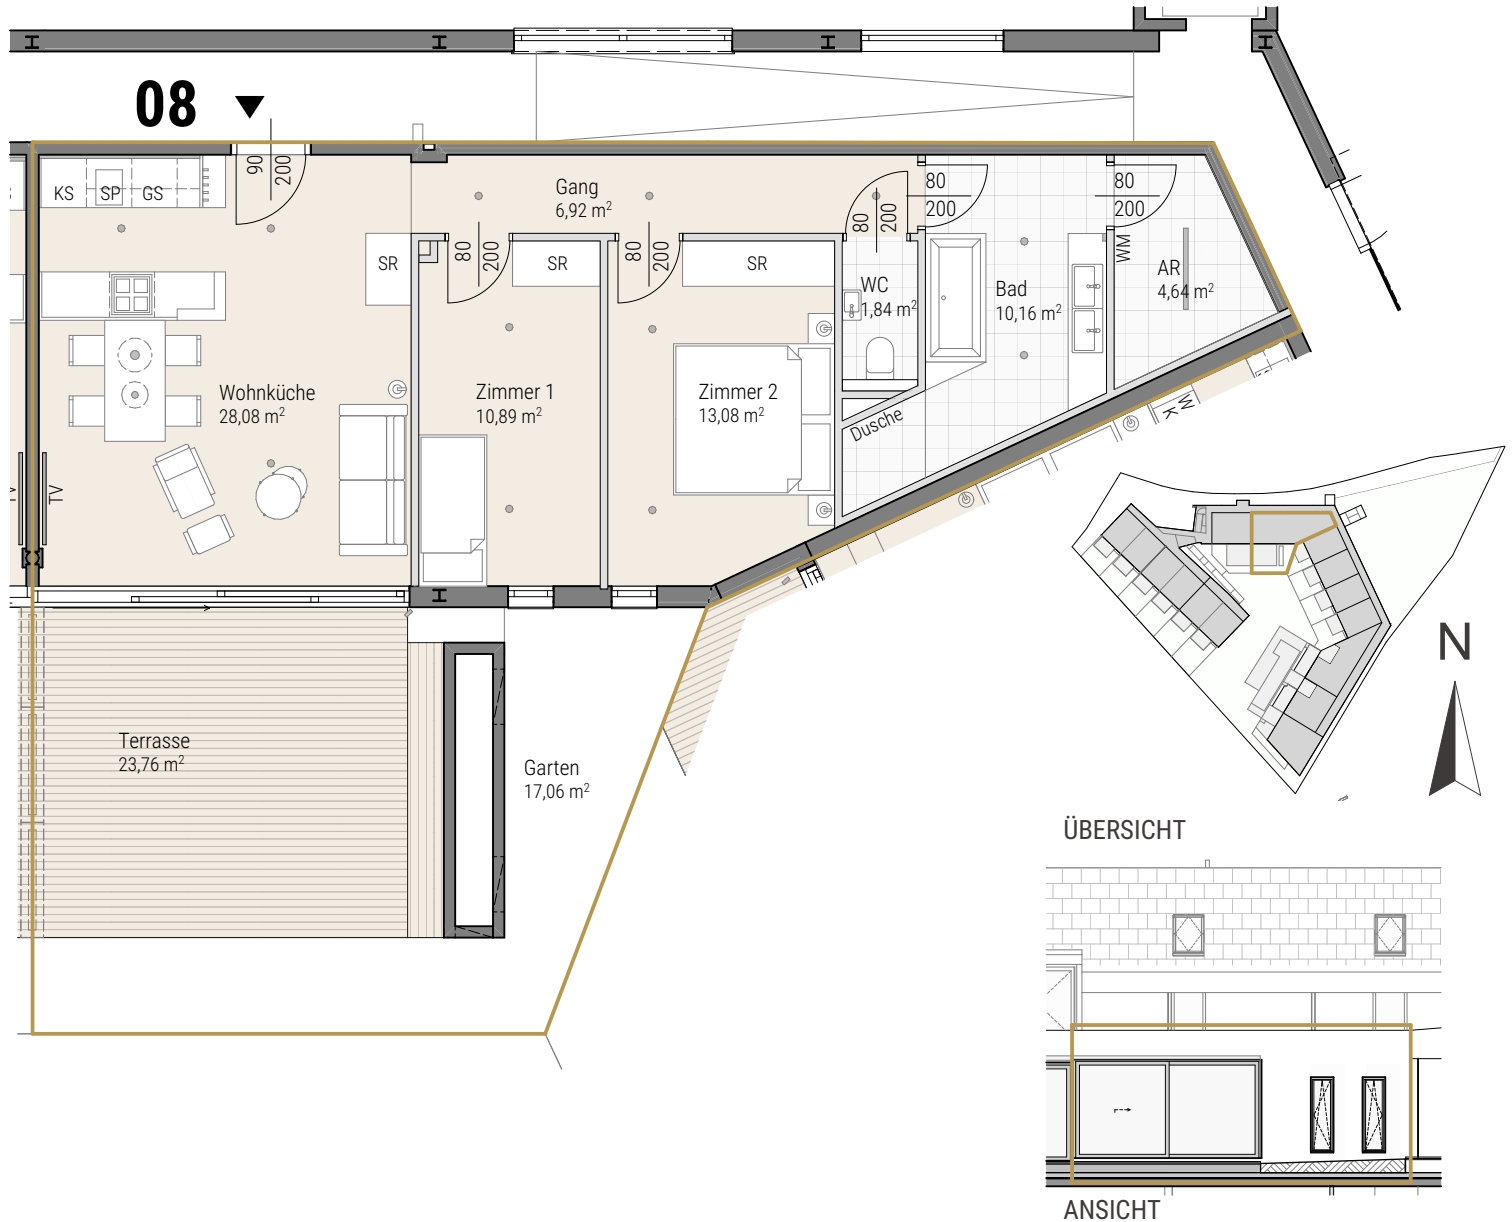 08
90
200
KS
SP
GS
Gang
6,92 m²
80
200
80
200
80
200
80
200
80
200
SR
SR
SR
WC
1,84 m²
Bad
10,16 m²
WM
AR
4,64 m²
Wohnküche
28,08 m²
Zimmer 1
10,89 m²
Zimmer 2
13,08 m²
Dusche
WK
TV
Terrasse
23,76 m²
Garten
17,06 m²
N
ÜBERSICHT
ANSICHT